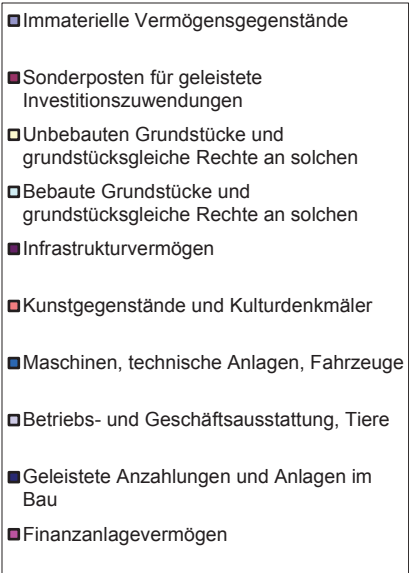 Immaterielle Vermögensgegenstände
Sonderposten für geleistete
Investitionszuwendungen
Unbebauten Grundstücke und
grundstücksgleiche Rechte an solchen
Bebaute Grundstücke und
grundstücksgleiche Rechte an solchen
Infrastrukturvermögen
Kunstgegenstände und Kulturdenkmäler
Maschinen, technische Anlagen, Fahrzeuge
Betriebs- und Geschäftsausstattung, Tiere
Geleistete Anzahlungen und Anlagen im
Bau
Finanzanlagevermögen